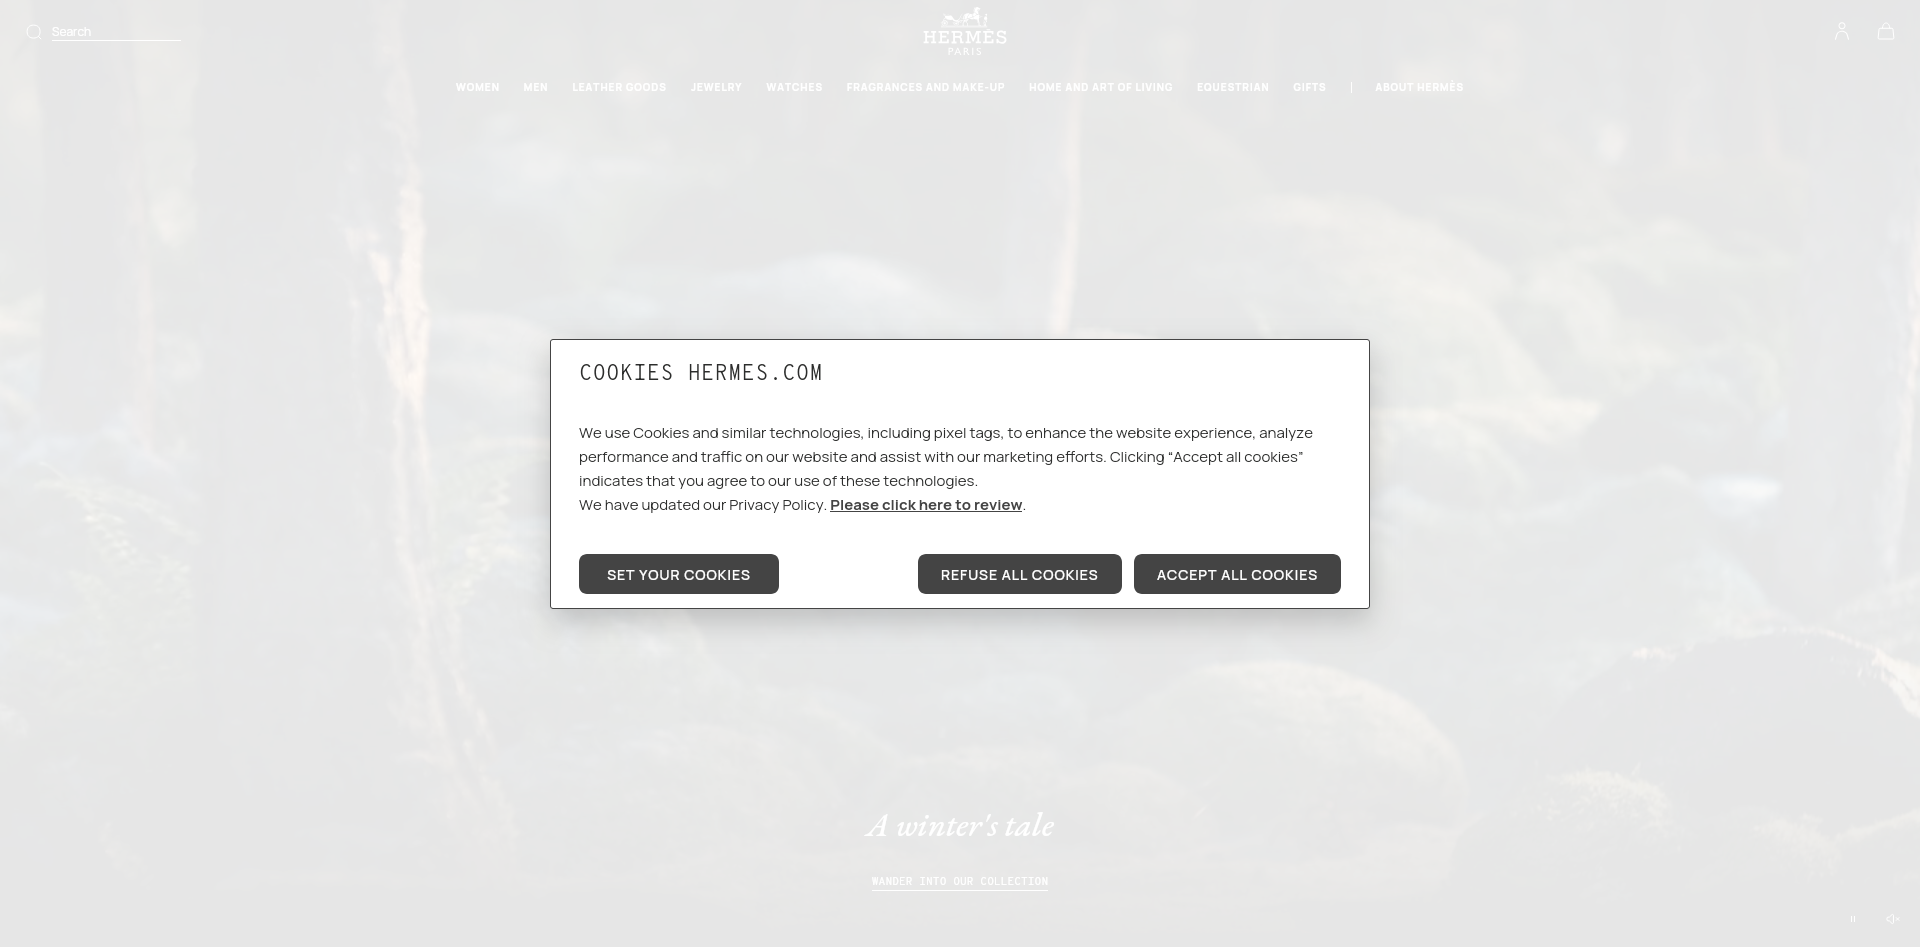 Search
HERMÈS
PARIS
WOMEN MEN LEATHER GOODS JEWELRY WATCHES FRAGRANCES AND MAKE-UP HOME AND ART OF LIVING EQUESTRIAN GIFTS | ABOUT HERMÈS
COOKIES HERMES.COM
We use Cookies and similar technologies, including pixel tags, to enhance the website experience, analyze
performance and traffic on our website and assist with our marketing efforts. Clicking “Accept all cookies”
indicates that you agree to our use of these technologies.
We have updated our Privacy Policy. Please click here to review.
SET YOUR COOKIES REFUSE ALL COOKIES ACCEPT ALL COOKIES
A winter's tale
WANDER INTO OUR COLLECTION